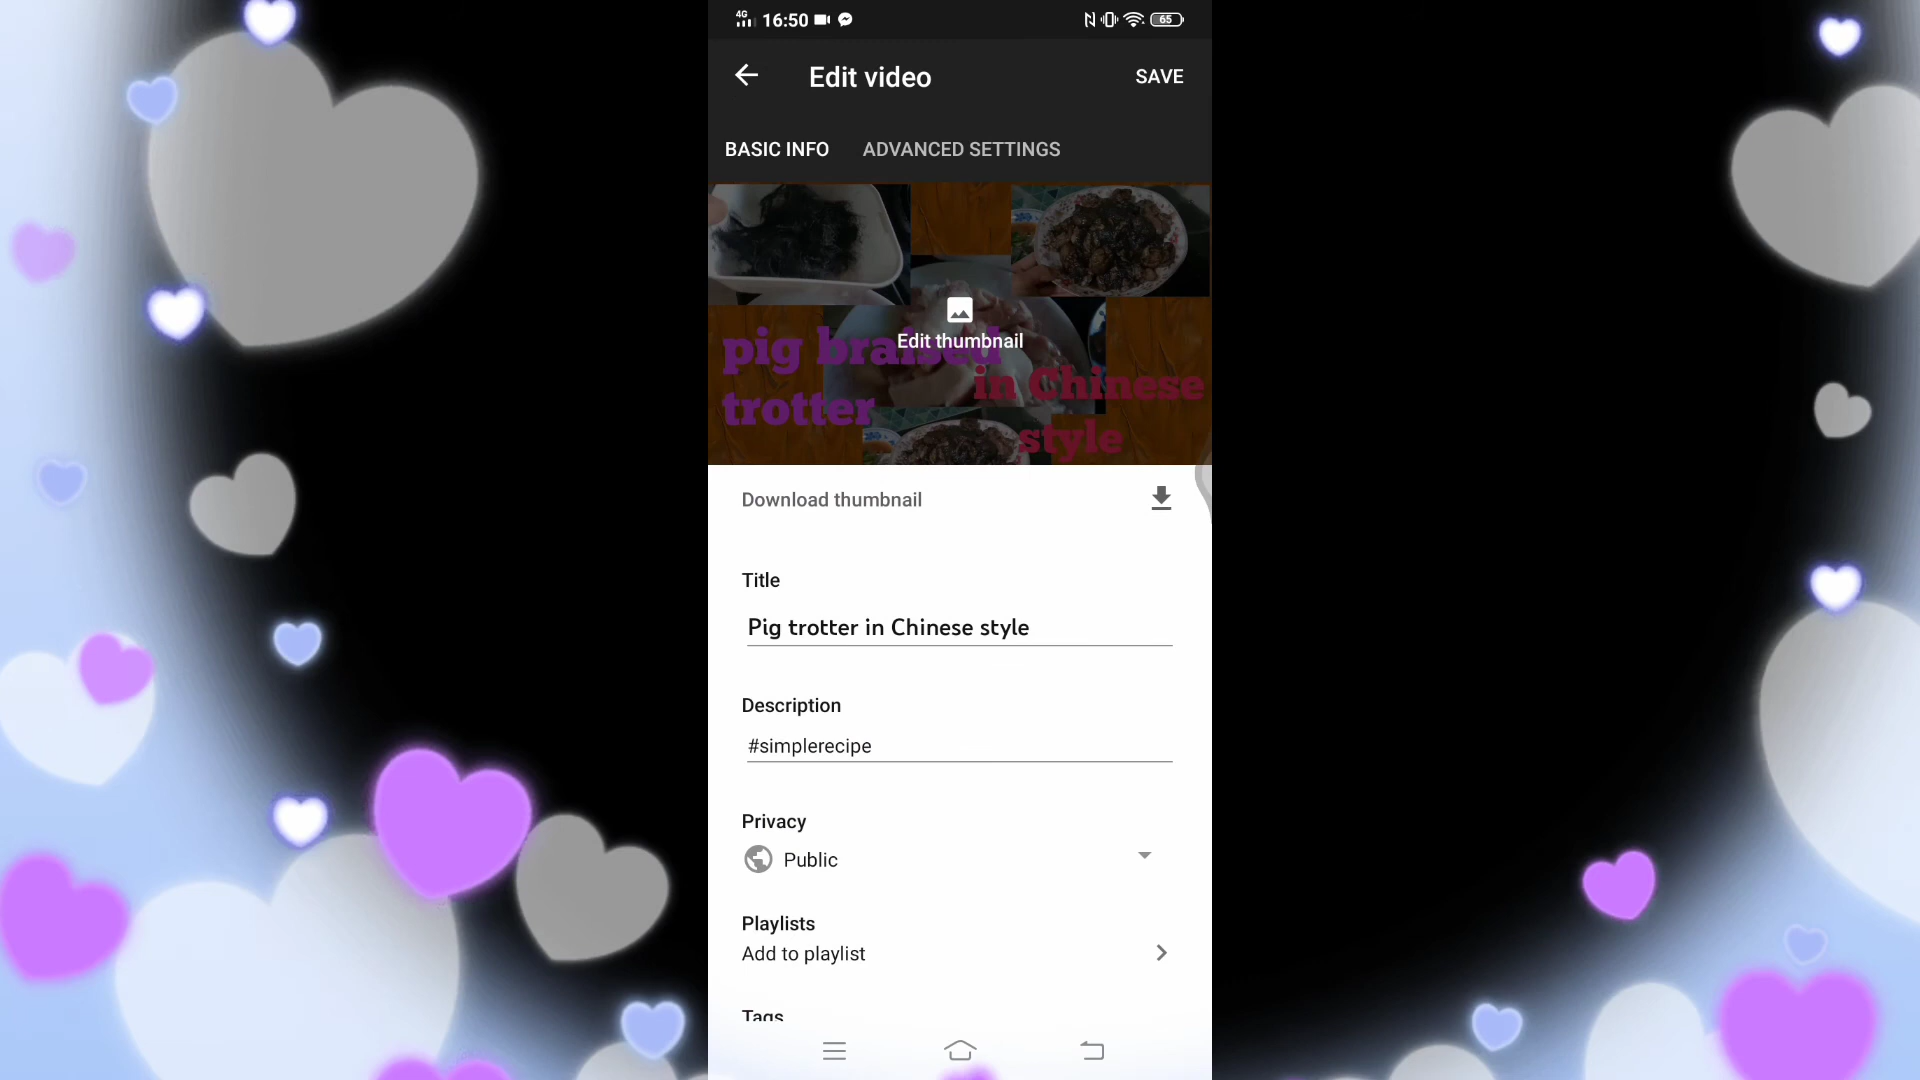 4G 16:50 65
Edit video SAVE
BASIC INFO ADVANCED SETTINGS
Edit thumbnail
pig braised
trotter
in Chinese
style
Download thumbnail
Title
Pig trotter in Chinese style
Description
#simplerecipe
Privacy
Public
Playlists
Add to playlist
Tags